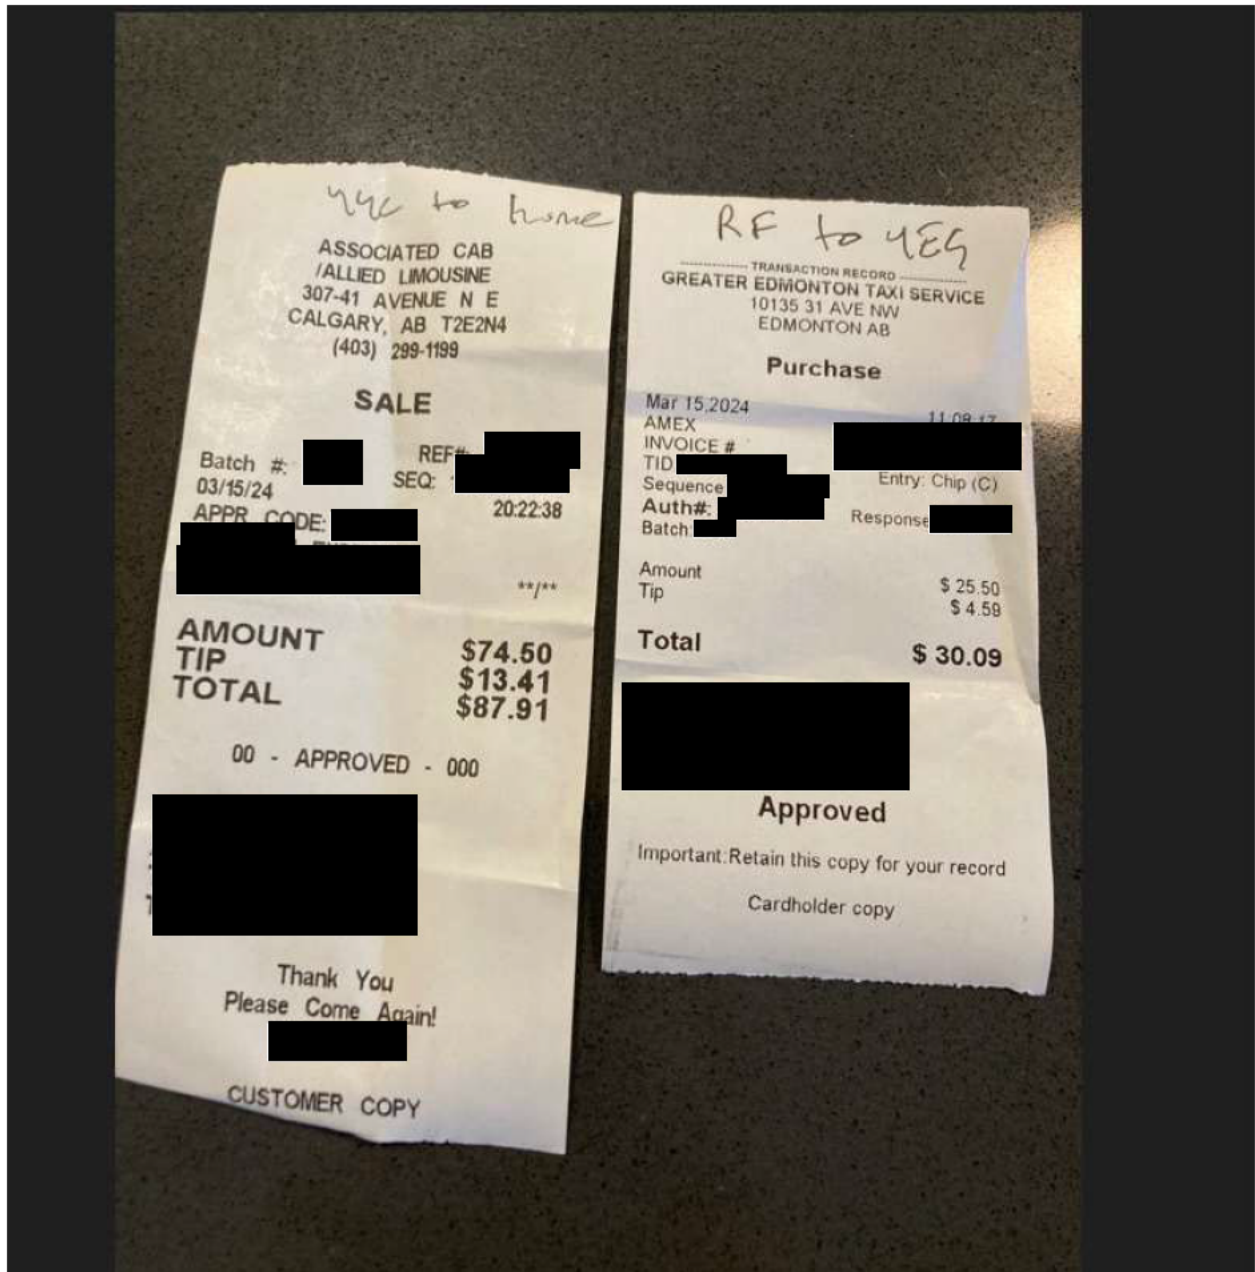 yyc to home
ASSOCIATED CAB
/ALLIED LIMOUSINE
307-41 AVENUE N E
CALGARY, AB T2E2N4
(403) 299-1199
SALE
Batch #: REF#:
03/15/24 SEQ:
APPR CODE: 20:22:38
**/**
AMOUNT $74.50
TIP $13.41
TOTAL $87.91
00 - APPROVED - 000
Thank You
Please Come Again!
CUSTOMER COPY
RF to YEG
TRANSACTION RECORD
GREATER EDMONTON TAXI SERVICE
10135 31 AVE NW
EDMONTON AB
Purchase
Mar 15,2024
AMEX
INVOICE #
TID
Sequence Entry: Chip (C)
Auth#:
Batch: Response
Amount $ 25.50
Tip $ 4.59
Total $ 30.09
Approved
Important:Retain this copy for your record
Cardholder copy